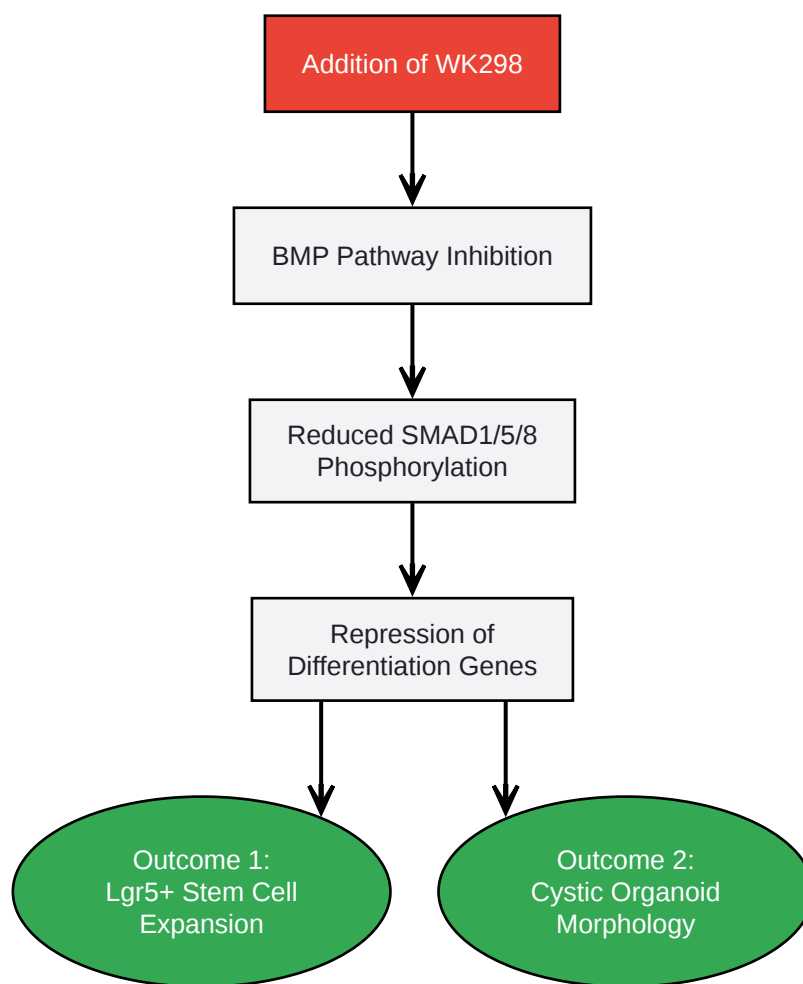 Addition of WK298
BMP Pathway Inhibition
Reduced SMAD1/5/8
Phosphorylation
Repression of
Differentiation Genes
Outcome 1:
Lgr5+ Stem Cell
Expansion
Outcome 2:
Cystic Organoid
Morphology